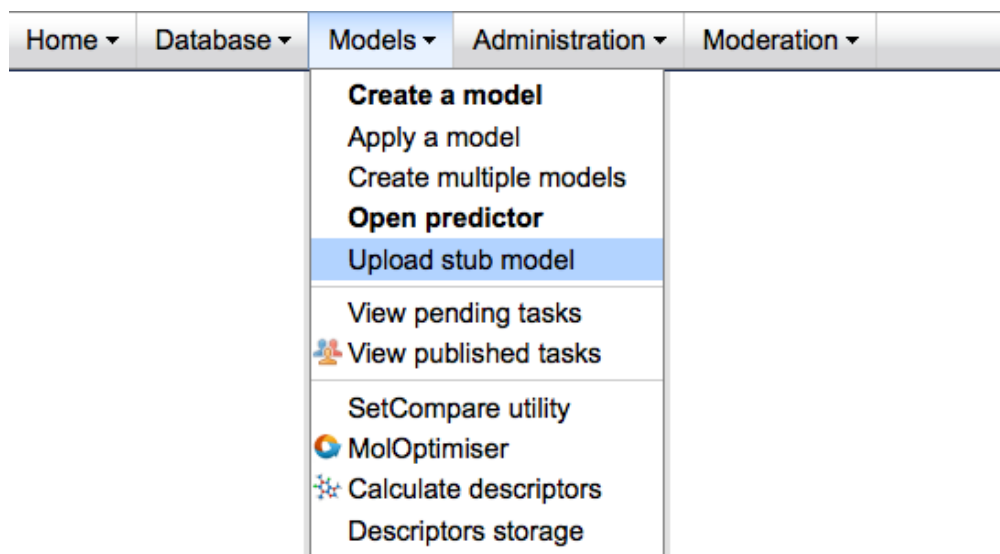 Home Database Models Administration Moderation
Create a model
Apply a model
Create multiple models
Open predictor
Upload stub model
View pending tasks
View published tasks
SetCompare utility
MolOptimiser
Calculate descriptors
Descriptors storage